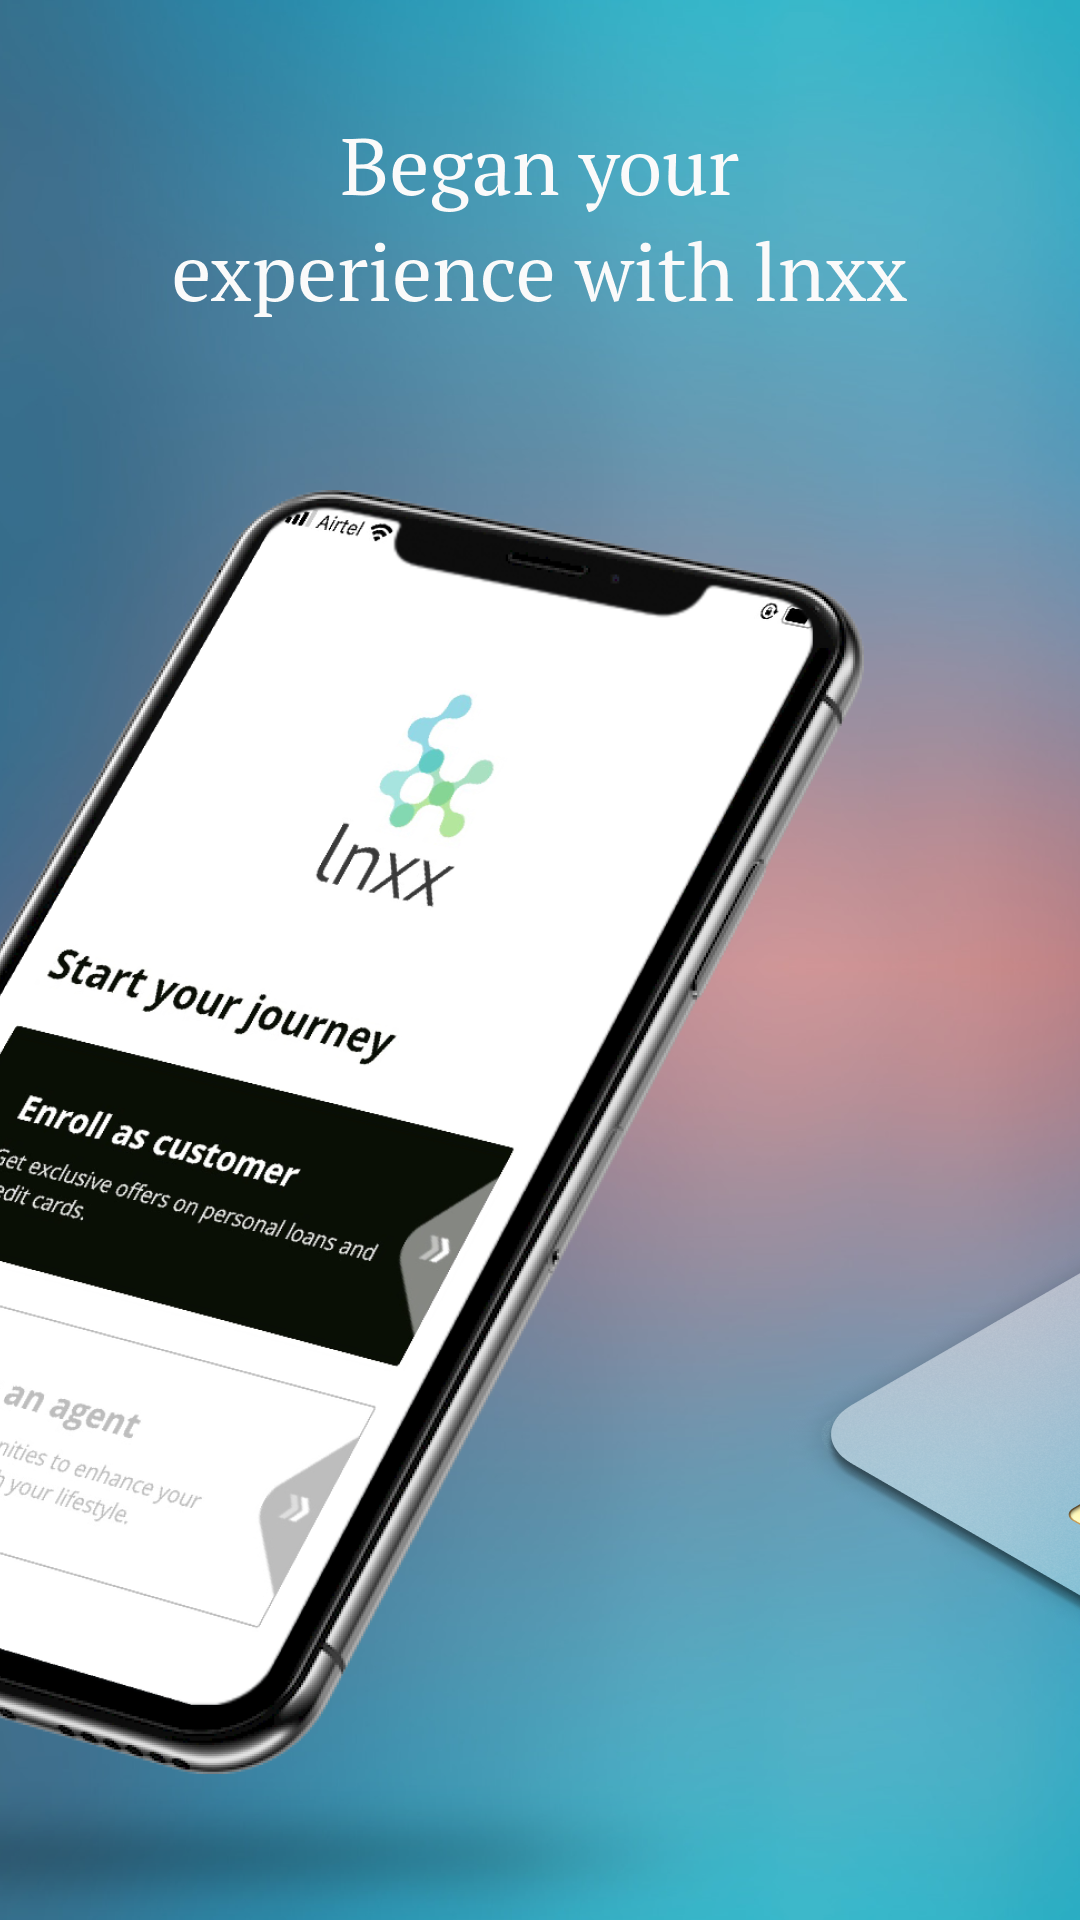 Began your
experience with lnxx
Airtel
lnxx
Start your journey
Enroll as customer
Get exclusive offers on personal loans and
edit cards.
an agent
nities to enhance your
h your lifestyle.